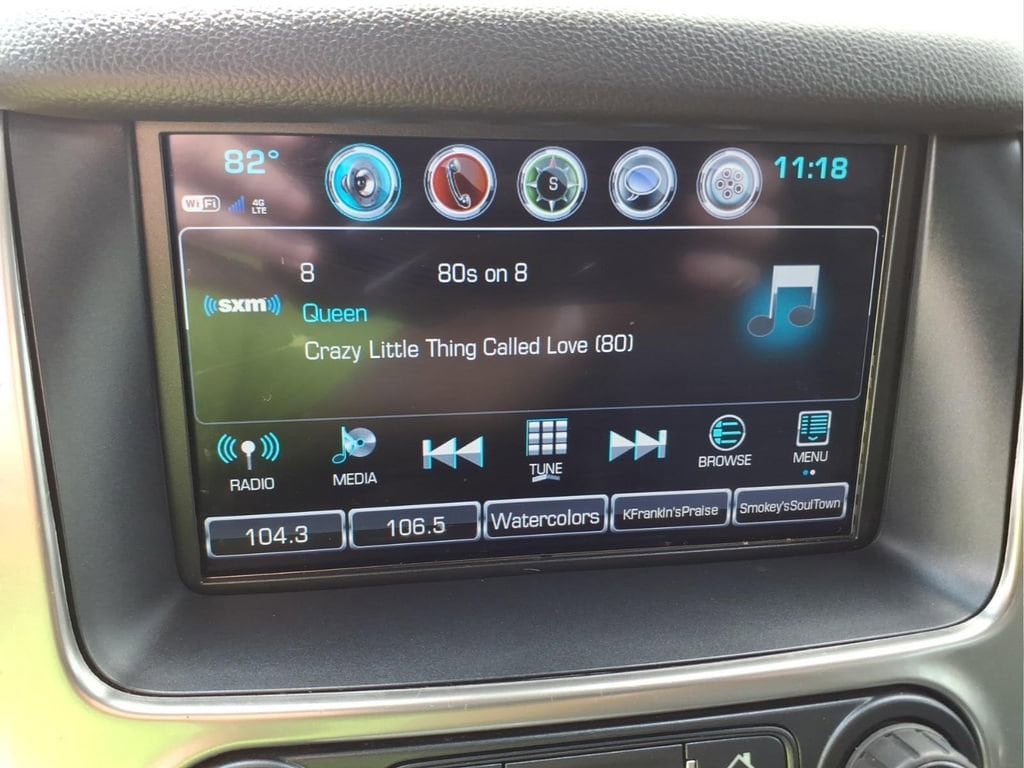 82° 11:18
WiFi 4G LTE S
8 80s on 8
((sxm))
Queen
Crazy Little Thing Called Love (80)
RADIO MEDIA TUNE BROWSE MENU
104.3 106.5 Watercolors KFrankln'sPraise Smokey'sSoulTown